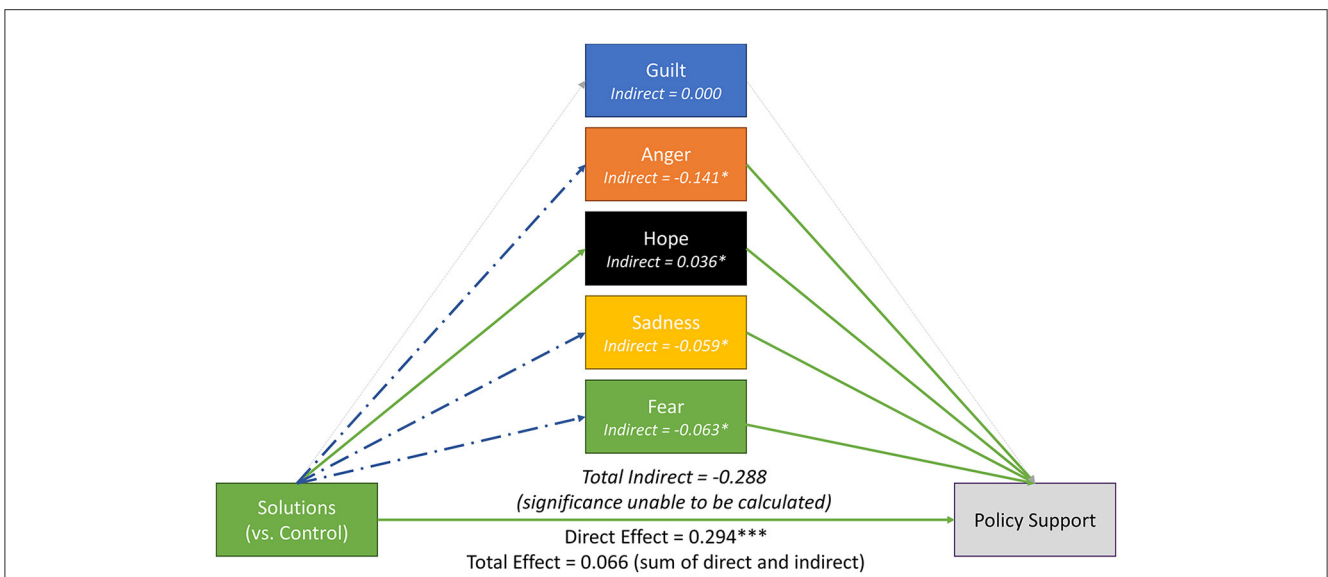 Guilt
Indirect = 0.000
Anger
Indirect = -0.141*
Hope
Indirect = 0.036*
Sadness
Indirect = -0.059*
Fear
Indirect = -0.063*
Total Indirect = -0.288
(significance unable to be calculated)
Solutions
(vs. Control)
Policy Support
Direct Effect = 0.294***
Total Effect = 0.066 (sum of direct and indirect)